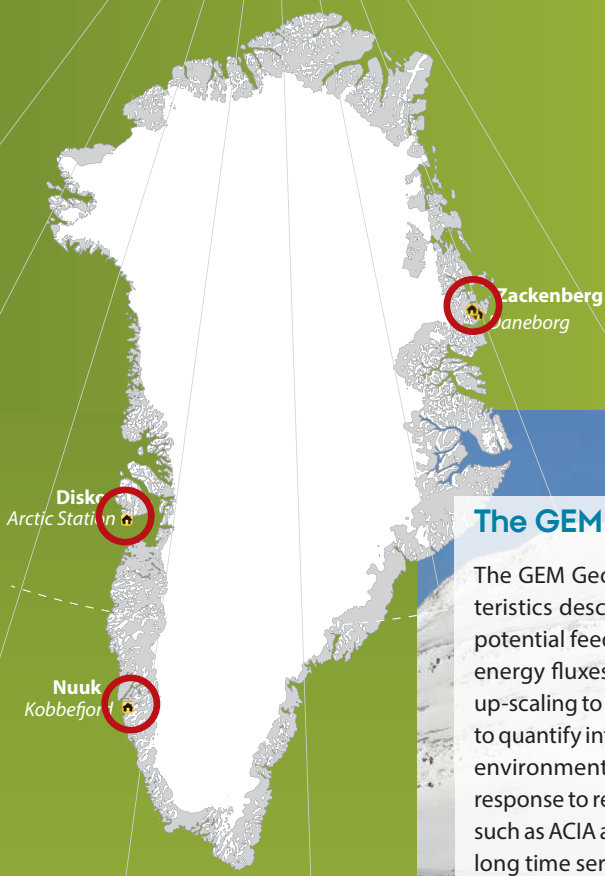 Zackenberg
Daneborg
Disko
Arctic Station
Nuuk
Kobbefjord
The GEM
The GEM Geo
teristics desc
potential feed
energy fluxes
up-scaling to
to quantify in
environment
response to re
such as ACIA a
long time seri